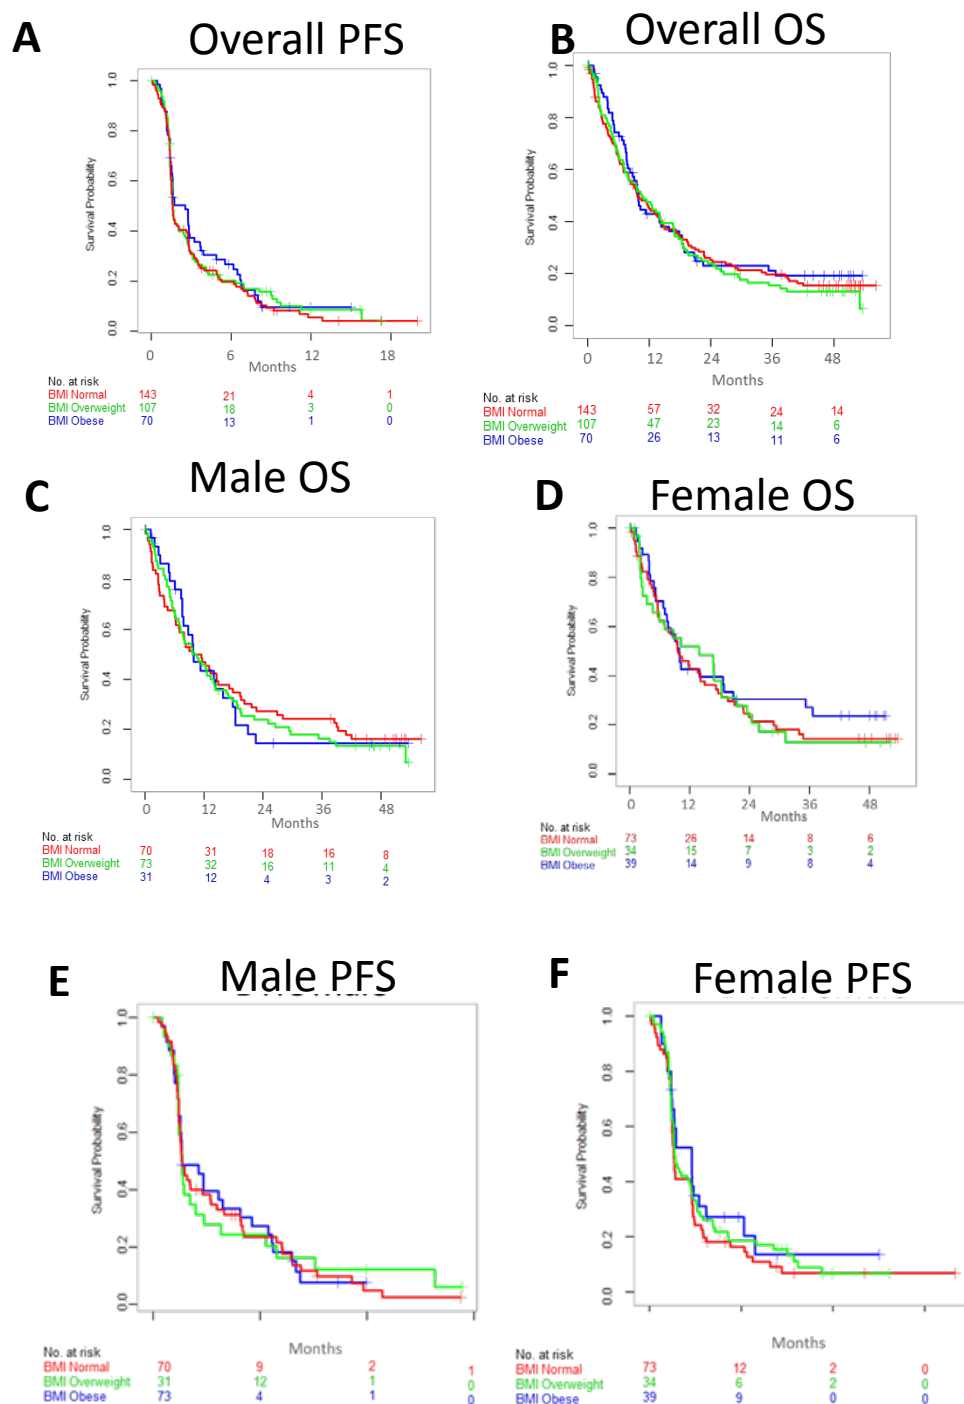 A
Overall PFS
Survival Probability
1.0
0.8
0.6
0.4
0.2
0.0
0 6 12 18
Months
No. at risk
BMI Normal 143 21 4 1
BMI Overweight 107 18 3 0
BMI Obese 70 13 1 0
B
Overall OS
Survival Probability
1.0
0.8
0.6
0.4
0.2
0.0
0 12 24 36 48
Months
No. at risk
BMI Normal 143 57 32 24 14
BMI Overweight 107 47 23 14 6
BMI Obese 70 26 13 11 6
C
Male OS
Survival Probability
1.0
0.8
0.6
0.4
0.2
0.0
0 12 24 36 48
Months
No. at risk
BMI Normal 70 31 18 16 8
BMI Overweight 73 32 16 11 4
BMI Obese 31 12 4 3 2
D
Female OS
Survival Probability
1.0
0.8
0.6
0.4
0.2
0.0
0 12 24 36 48
Months
No. at risk
BMI Normal 73 26 14 8 6
BMI Overweight 34 15 7 3 2
BMI Obese 39 14 9 8 4
E
Male PFS
Survival Probability
1.0
0.8
0.6
0.4
0.2
0.0
Months
No. at risk
BMI Normal 70 9 2 1
BMI Overweight 31 12 1 0
BMI Obese 73 4 1 0
F
Female PFS
Survival Probability
1.0
0.8
0.6
0.4
0.2
0.0
Months
No. at risk
BMI Normal 73 12 2 0
BMI Overweight 34 6 2 0
BMI Obese 39 9 0 0